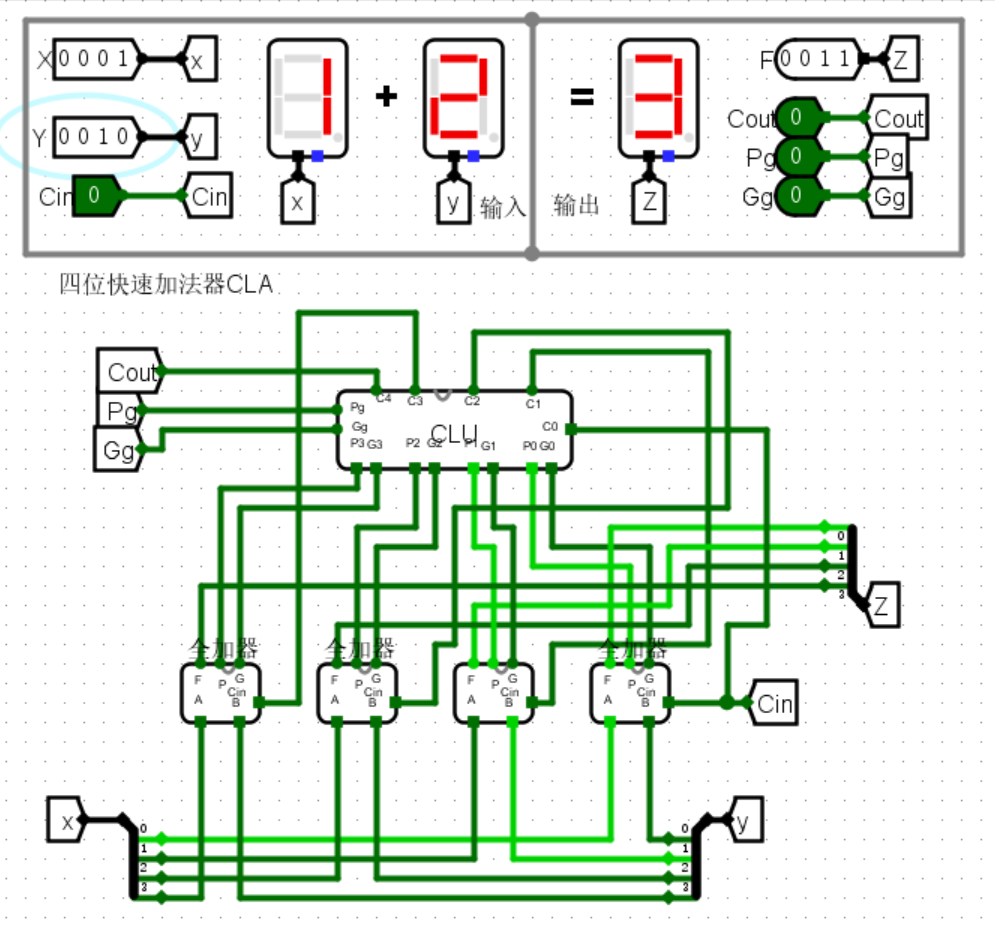 X 0 0 0 1 x
Y 0 0 1 0 y
Cin 0 Cin
+ =
x y 输入 输出 Z
F 0 0 1 1 Z
Cout 0 Cout
Pg 0 Pg
Gg 0 Gg
四位快速加法器CLA
Cout
Pg
Gg
C4 C3 C2 C1
Pg
Gg CLU C0
P3 G3 P2 G2 P1 G1 P0 G0
0
1
2
3
Z
全加器 全加器 全加器
F P G Cin A B
F P G Cin A B
F P G Cin A B
F P G Cin A B
Cin
x
0
1
2
3
0
1
2
3
y